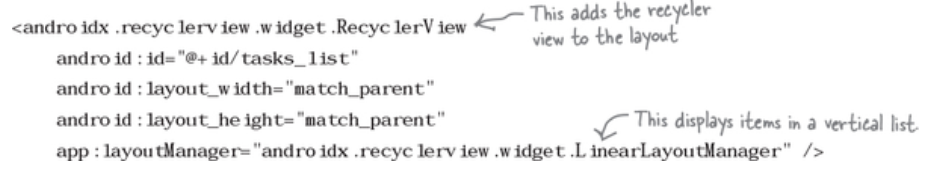 <androidx.recyclerview.widget.RecyclerView
This adds the recycler
view to the layout
android:id="@+id/tasks_list"
android:layout_width="match_parent"
android:layout_height="match_parent"
This displays items in a vertical list.
app:layoutManager="androidx.recyclerview.widget.LinearLayoutManager" />